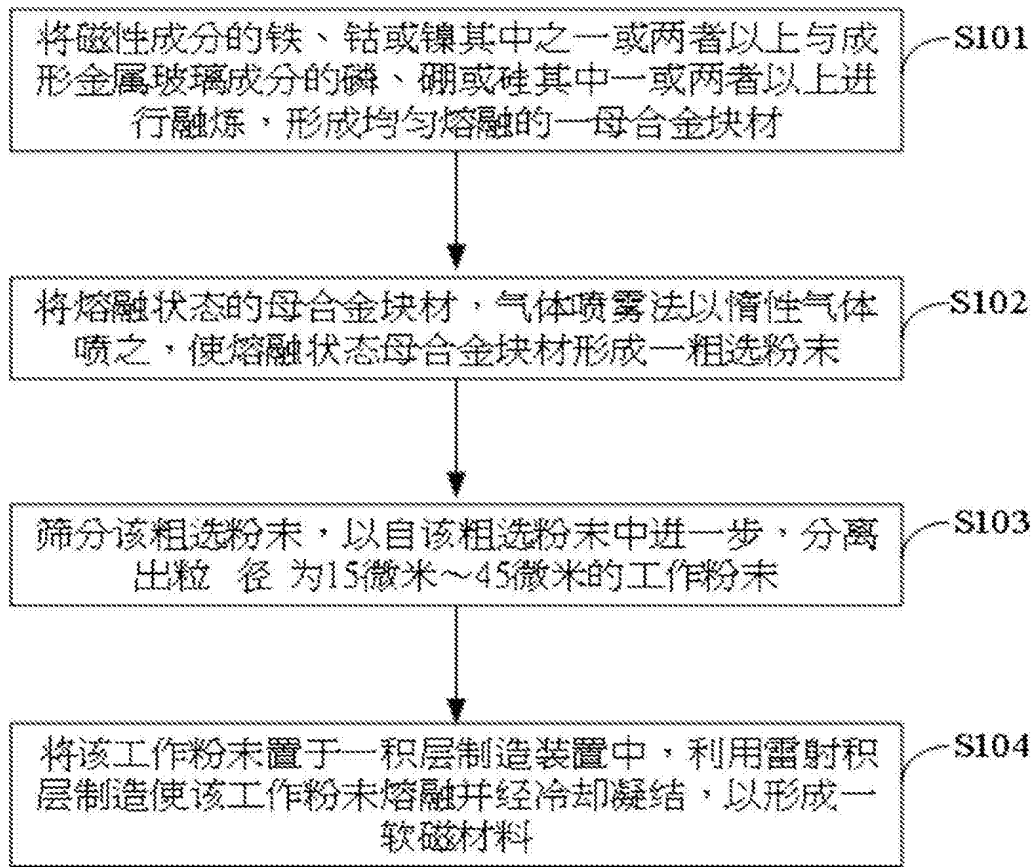 将磁性成分的铁、钴或镍其中之一或两者以上与成
形金属玻璃成分的磷、硼或硅其中一或两者以上进
行融炼，形成均匀熔融的一母合金块材
S101
将熔融状态的母合金块材，气体喷雾法以惰性气体
喷之，使熔融状态母合金块材形成一粗选粉末
S102
筛分该粗选粉末，以自该粗选粉末中进一步，分离
出粒 径 为15微米～45微米的工作粉末
S103
将该工作粉末置于一积层制造装置中，利用雷射积
层制造使该工作粉末熔融并经冷却凝结，以形成一
软磁材料
S104